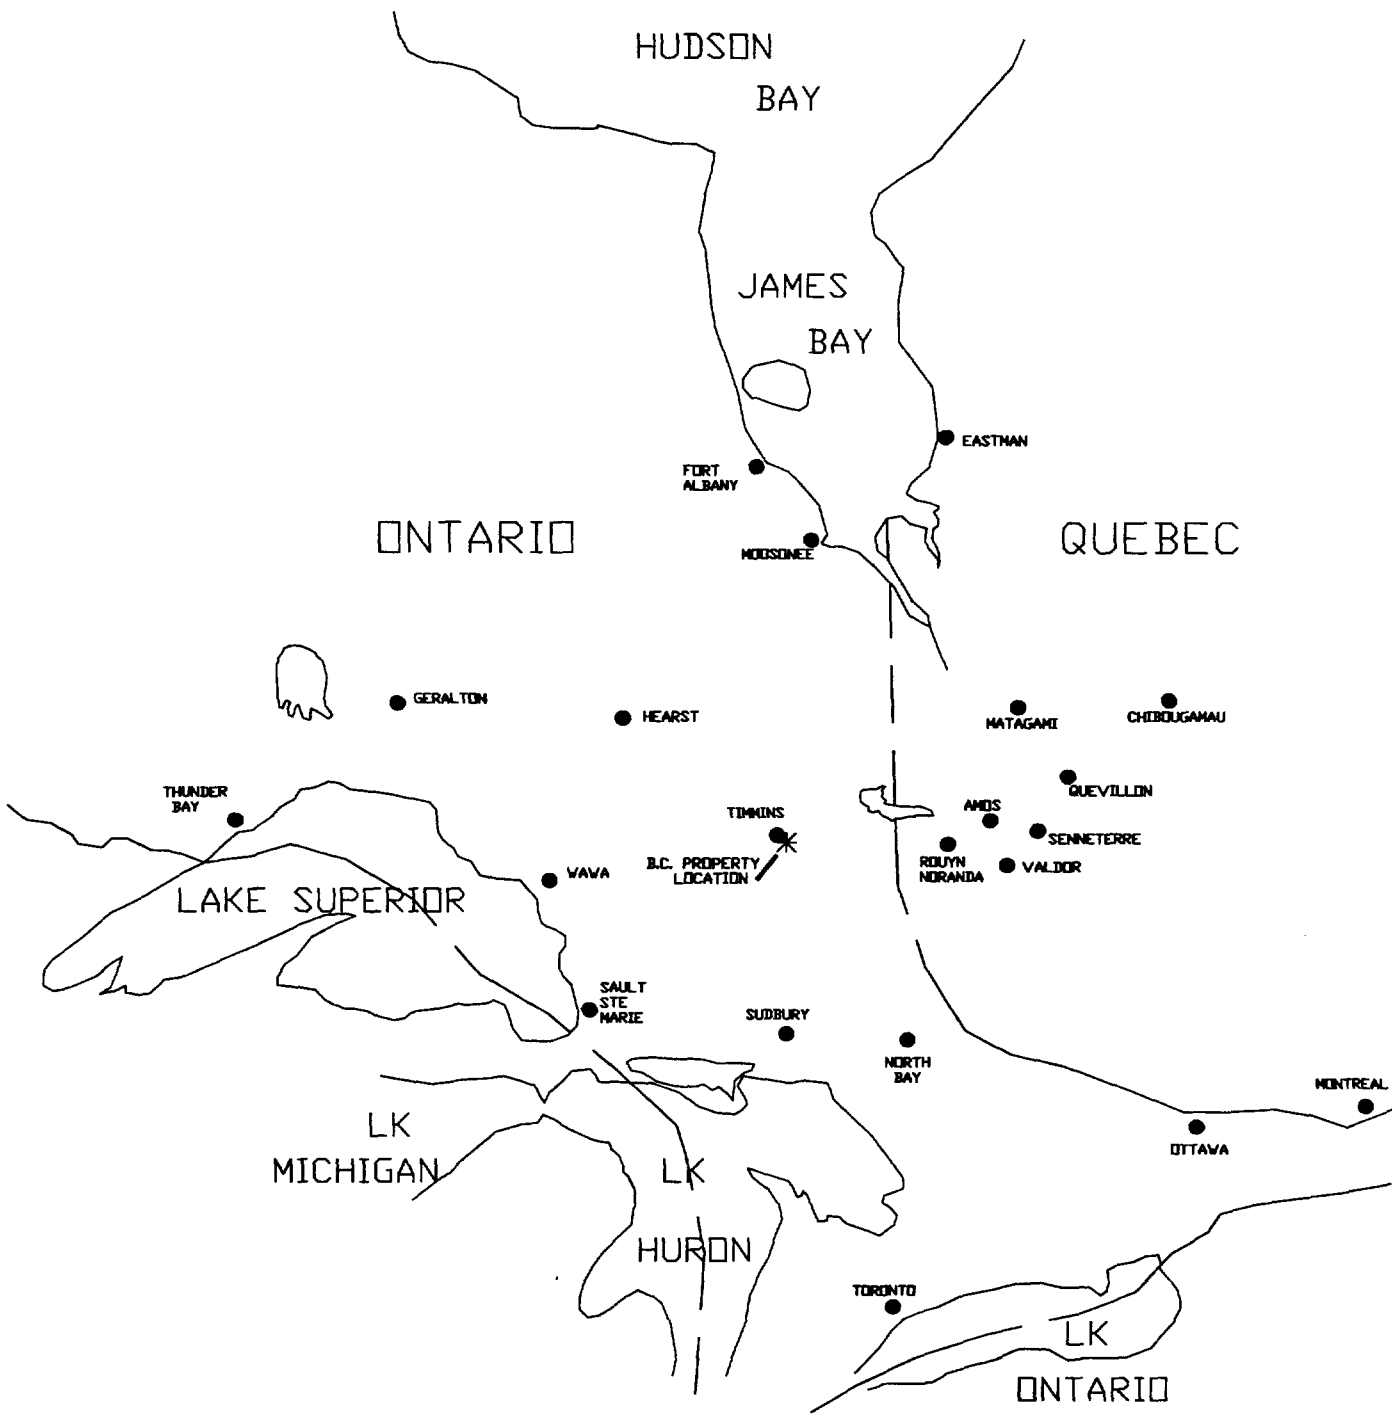 HUDSON
BAY
JAMES
BAY
EASTMAN
FORT
ALBANY
ONTARIO
MOOSONEE
QUEBEC
GERALTON
HEARST
MATAGAMI
CHIBOUGAMAU
THUNDER
BAY
QUEVILLON
TIMMINS
AMOS
SENNETERRE
B.C. PROPERTY
LOCATION
ROUYN
NORANDA
VALDOR
WAWA
LAKE SUPERIOR
SAULT
STE
MARIE
SUDBURY
NORTH
BAY
MONTREAL
LK
MICHIGAN
OTTAWA
LK
HURON
TORONTO
LK
ONTARIO